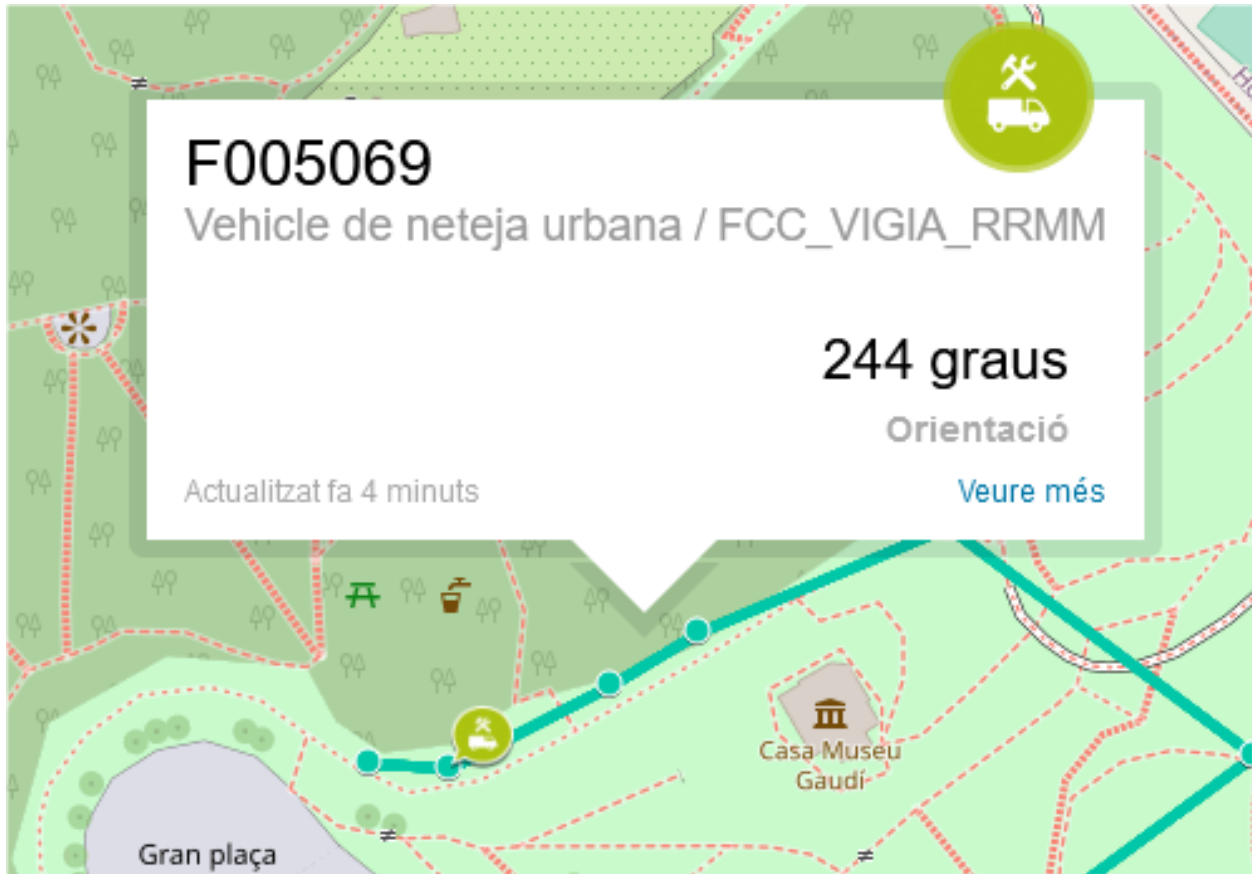 F005069
Vehicle de neteja urbana / FCC_VIGIA_RRMM
244 graus
Orientació
Actualitzat fa 4 minuts
Veure més
Casa Museu
Gaudí
Gran plaça